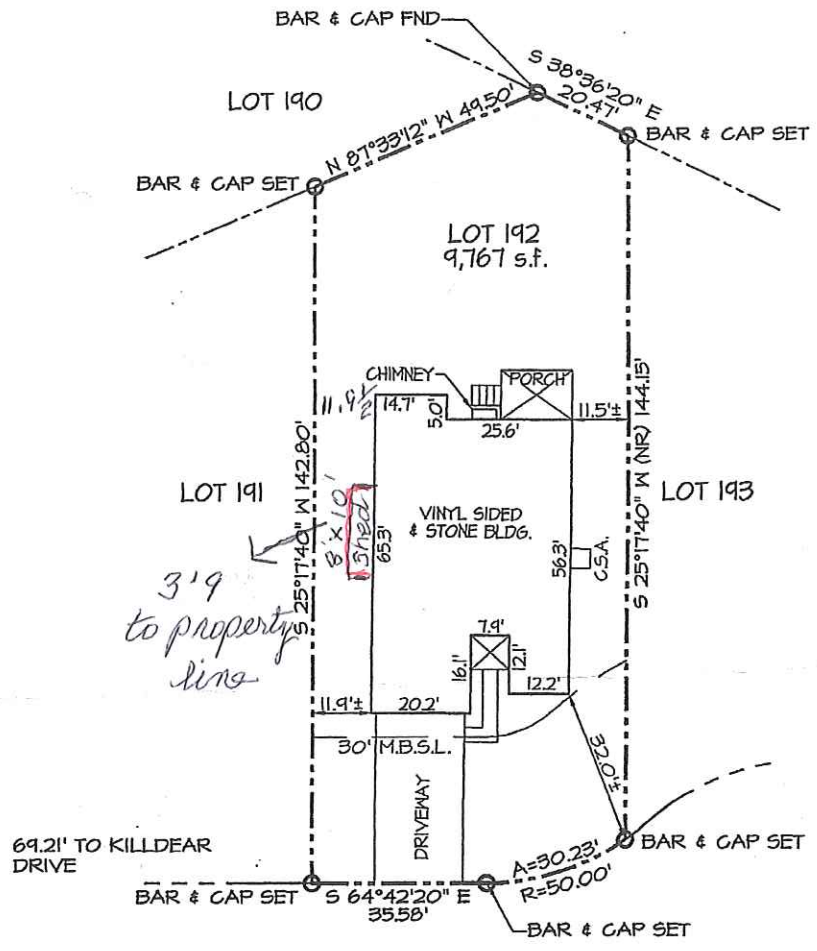 BAR & CAP FND
S 38°36'20" E
20.47'
LOT 190
N 87°33'12" W 49.50'
BAR & CAP SET
BAR & CAP SET
LOT 192
9,767 s.f.
CHIMNEY
PORCH
11.9 1/2
14.7'
5.0'
25.6'
11.5'±
S 25°17'40" W 142.80'
S 25°17'40" W (NR) 144.15'
LOT 191
8' x 10'
shed
65.3'
VINYL SIDED
& STONE BLDG.
56.3'
C.S.A.
LOT 193
3'9
to property
line
7.9'
16.1'
12.1'
12.2'
11.9'±
20.2'
30' M.B.S.L.
32.0'±
DRIVEWAY
69.21' TO KILLDEAR
DRIVE
BAR & CAP SET
A=30.23'
R=50.00'
BAR & CAP SET
S 64°42'20" E
35.58'
BAR & CAP SET